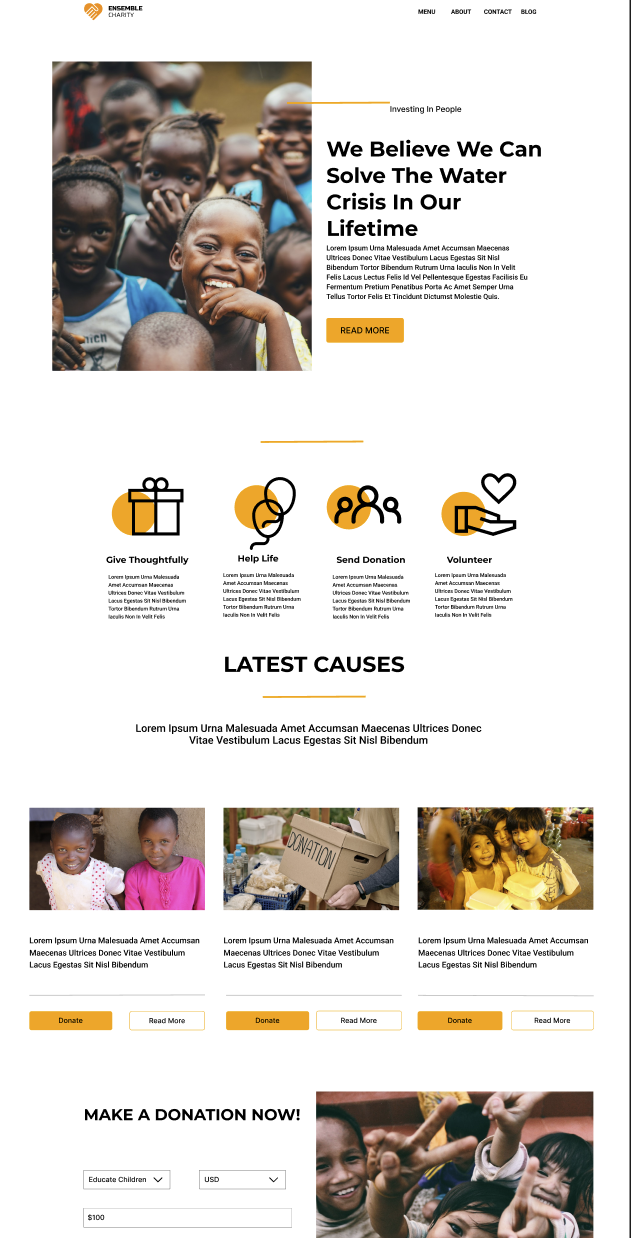 ENSEMBLE
CHARITY
MENU ABOUT CONTACT BLOG
Investing In People
We Believe We Can
Solve The Water
Crisis In Our
Lifetime
Lorem Ipsum Urna Malesuada Amet Accumsan Maecenas
Ultrices Donec Vitae Vestibulum Lacus Egestas Sit Nisl
Bibendum Tortor Bibendum Rutrum Urna Iaculis Non In Velit
Felis Lacus Lectus Felis Id Vel Pellentesque Egestas Facilisis Eu
Fermentum Pretium Penatibus Porta Ac Amet Semper Urna
Tellus Tortor Felis Et Tincidunt Dictumst Molestie Quis.
READ MORE
Give Thoughtfully
Lorem Ipsum Urna Malesuada
Amet Accumsan Maecenas
Ultrices Donec Vitae Vestibulum
Lacus Egestas Sit Nisl Bibendum
Tortor Bibendum Rutrum Urna
Iaculis Non In Velit Felis
Help Life
Lorem Ipsum Urna Malesuada
Amet Accumsan Maecenas
Ultrices Donec Vitae Vestibulum
Lacus Egestas Sit Nisl Bibendum
Tortor Bibendum Rutrum Urna
Iaculis Non In Velit Felis
Send Donation
Lorem Ipsum Urna Malesuada
Amet Accumsan Maecenas
Ultrices Donec Vitae Vestibulum
Lacus Egestas Sit Nisl Bibendum
Tortor Bibendum Rutrum Urna
Iaculis Non In Velit Felis
Volunteer
Lorem Ipsum Urna Malesuada
Amet Accumsan Maecenas
Ultrices Donec Vitae Vestibulum
Lacus Egestas Sit Nisl Bibendum
Tortor Bibendum Rutrum Urna
Iaculis Non In Velit Felis
LATEST CAUSES
Lorem Ipsum Urna Malesuada Amet Accumsan Maecenas Ultrices Donec
Vitae Vestibulum Lacus Egestas Sit Nisl Bibendum
DONATION
Lorem Ipsum Urna Malesuada Amet Accumsan
Maecenas Ultrices Donec Vitae Vestibulum
Lacus Egestas Sit Nisl Bibendum
Donate
Read More
Lorem Ipsum Urna Malesuada Amet Accumsan
Maecenas Ultrices Donec Vitae Vestibulum
Lacus Egestas Sit Nisl Bibendum
Donate
Read More
Lorem Ipsum Urna Malesuada Amet Accumsan
Maecenas Ultrices Donec Vitae Vestibulum
Lacus Egestas Sit Nisl Bibendum
Donate
Read More
MAKE A DONATION NOW!
Educate Children
USD
$100